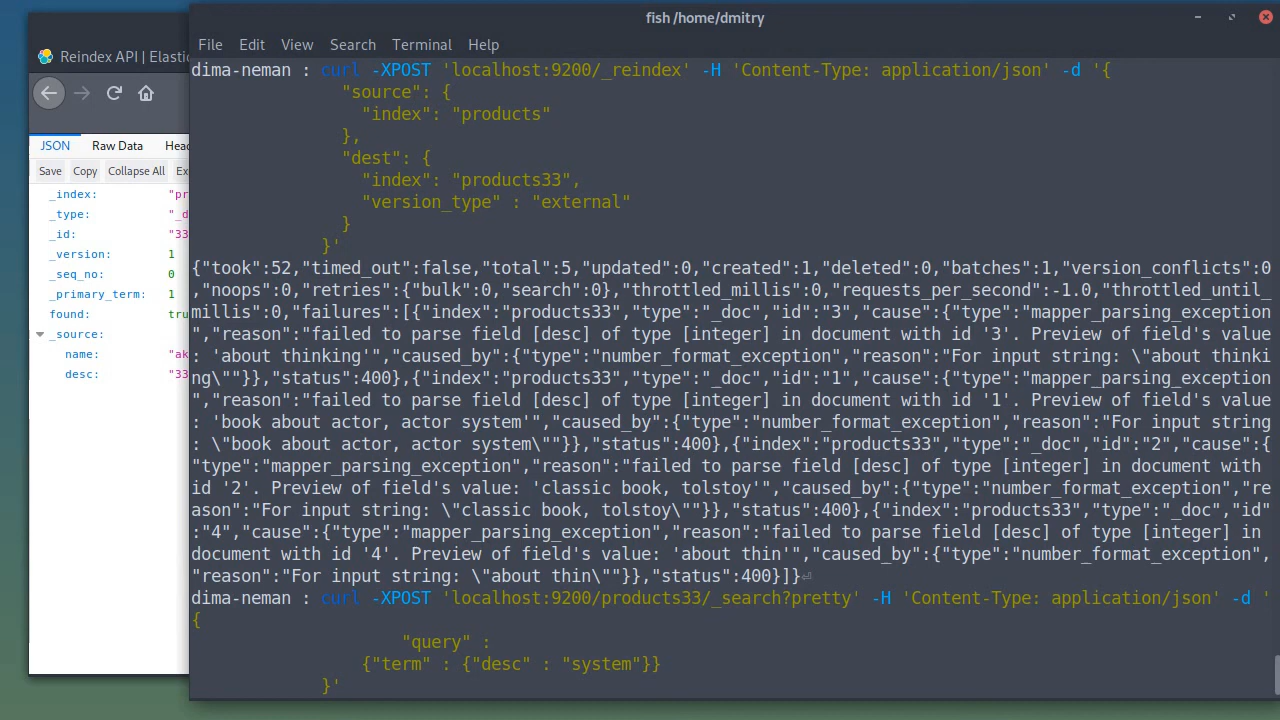 fish /home/dmitry
Reindex API | Elastic
File Edit View Search Terminal Help
JSON Raw Data Hea
Save Copy Collapse All Ex
_index: "pr
_type: "_d
_id: "33
_version: 1
_seq_no: 0
_primary_term: 1
found: tru
_source:
name: "ak
desc: "33
dima-neman : curl -XPOST 'localhost:9200/_reindex' -H 'Content-Type: application/json' -d '{
"source": {
"index": "products"
},
"dest": {
"index": "products33",
"version_type" : "external"
}
}'
{"took":52,"timed_out":false,"total":5,"updated":0,"created":1,"deleted":0,"batches":1,"version_conflicts":0
,"noops":0,"retries":{"bulk":0,"search":0},"throttled_millis":0,"requests_per_second":-1.0,"throttled_until_
millis":0,"failures":[{"index":"products33","type":"_doc","id":"3","cause":{"type":"mapper_parsing_exception
","reason":"failed to parse field [desc] of type [integer] in document with id '3'. Preview of field's value
: 'about thinking'","caused_by":{"type":"number_format_exception","reason":"For input string: \"about thinki
ng\""}},"status":400},{"index":"products33","type":"_doc","id":"1","cause":{"type":"mapper_parsing_exception
","reason":"failed to parse field [desc] of type [integer] in document with id '1'. Preview of field's value
: 'book about actor, actor system'","caused_by":{"type":"number_format_exception","reason":"For input string
: \"book about actor, actor system\""}},"status":400},{"index":"products33","type":"_doc","id":"2","cause":{
"type":"mapper_parsing_exception","reason":"failed to parse field [desc] of type [integer] in document with
id '2'. Preview of field's value: 'classic book, tolstoy'","caused_by":{"type":"number_format_exception","re
ason":"For input string: \"classic book, tolstoy\""}},"status":400},{"index":"products33","type":"_doc","id"
:"4","cause":{"type":"mapper_parsing_exception","reason":"failed to parse field [desc] of type [integer] in
document with id '4'. Preview of field's value: 'about thin'","caused_by":{"type":"number_format_exception",
"reason":"For input string: \"about thin\""}},"status":400}]}⏎
dima-neman : curl -XPOST 'localhost:9200/products33/_search?pretty' -H 'Content-Type: application/json' -d '
{
"query" :
{"term" : {"desc" : "system"}}
}'